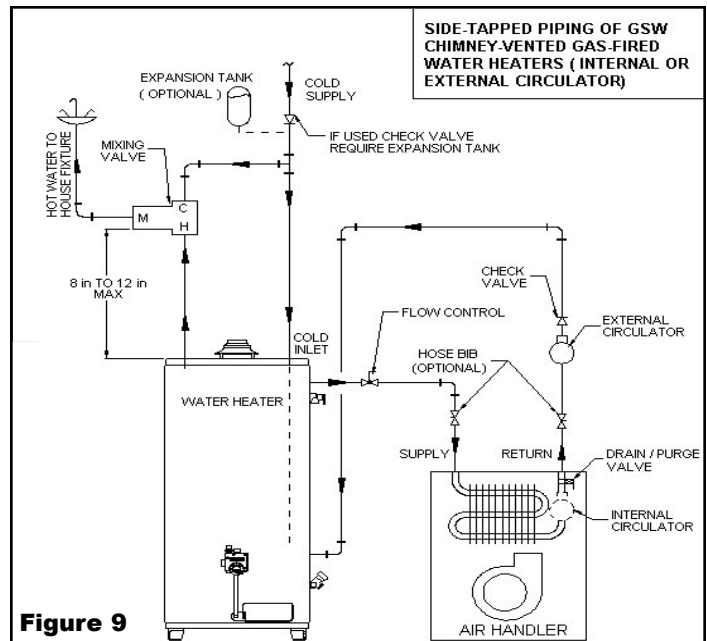 SIDE-TAPPED PIPING OF GSW
CHIMNEY-VENTED GAS-FIRED
WATER HEATERS ( INTERNAL OR
EXTERNAL CIRCULATOR)
EXPANSION TANK
( OPTIONAL )
COLD
SUPPLY
IF USED CHECK VALVE
REQUIRE EXPANSION TANK
MIXING
VALVE
HOT WATER TO
HOUSE FIXTURE
M
C
H
8 in TO 12 in
MAX
CHECK
VALVE
FLOW CONTROL
EXTERNAL
CIRCULATOR
COLD
INLET
HOSE BIB
(OPTIONAL)
WATER HEATER
SUPPLY
RETURN
DRAIN / PURGE
VALVE
INTERNAL
CIRCULATOR
AIR HANDLER
Figure 9